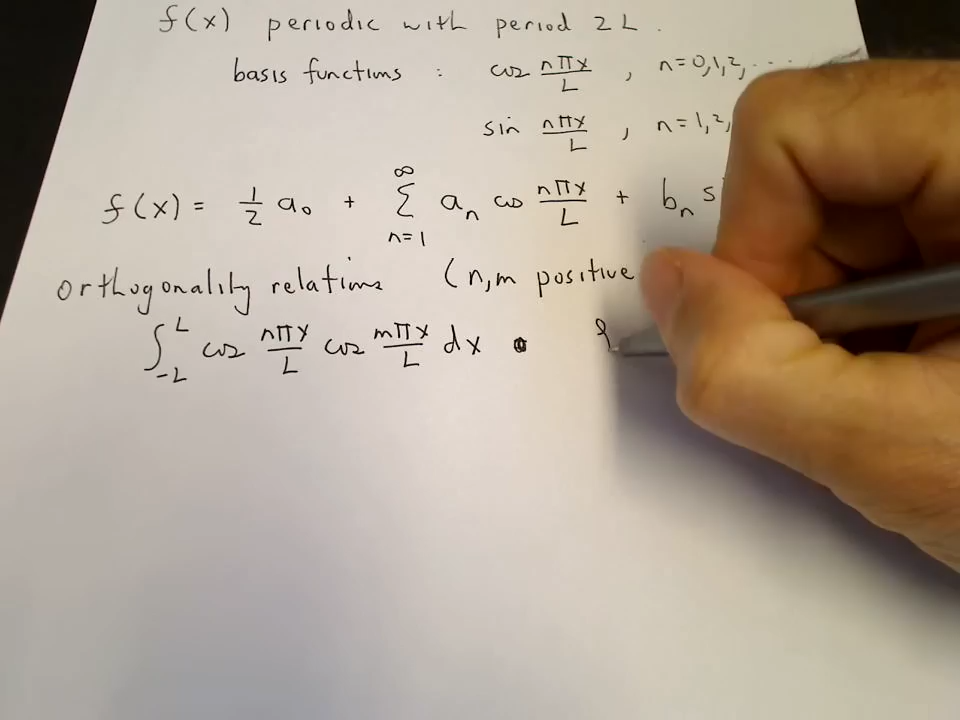 f(x) periodic with period 2L.
basis functions : cos nπx/L , n=0,1,2,...
sin nπx/L , n=1,2,
f(x) = 1/2 a₀ + ∑_{n=1}^{∞} aₙ cos nπx/L + bₙ s
orthogonality relations (n,m positive
∫_{-L}^{L} cos nπx/L cos mπx/L dx